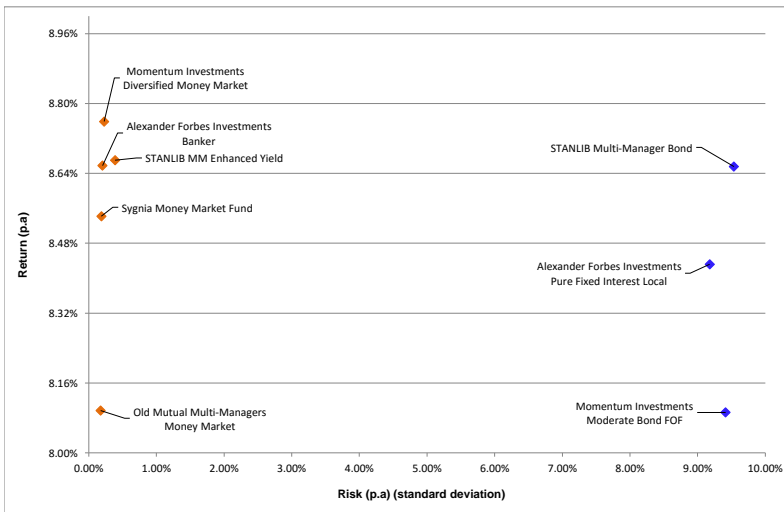 8.96%
Momentum Investments
Diversified Money Market
8.80%
Alexander Forbes Investments
Banker
STANLIB MM Enhanced Yield
STANLIB Multi-Manager Bond
8.64%
Sygnia Money Market Fund
8.48%
Alexander Forbes Investments
Pure Fixed Interest Local
8.32%
8.16%
Old Mutual Multi-Managers
Money Market
Momentum Investments
Moderate Bond FOF
8.00%
Return (p.a)
0.00% 1.00% 2.00% 3.00% 4.00% 5.00% 6.00% 7.00% 8.00% 9.00% 10.00%
Risk (p.a) (standard deviation)